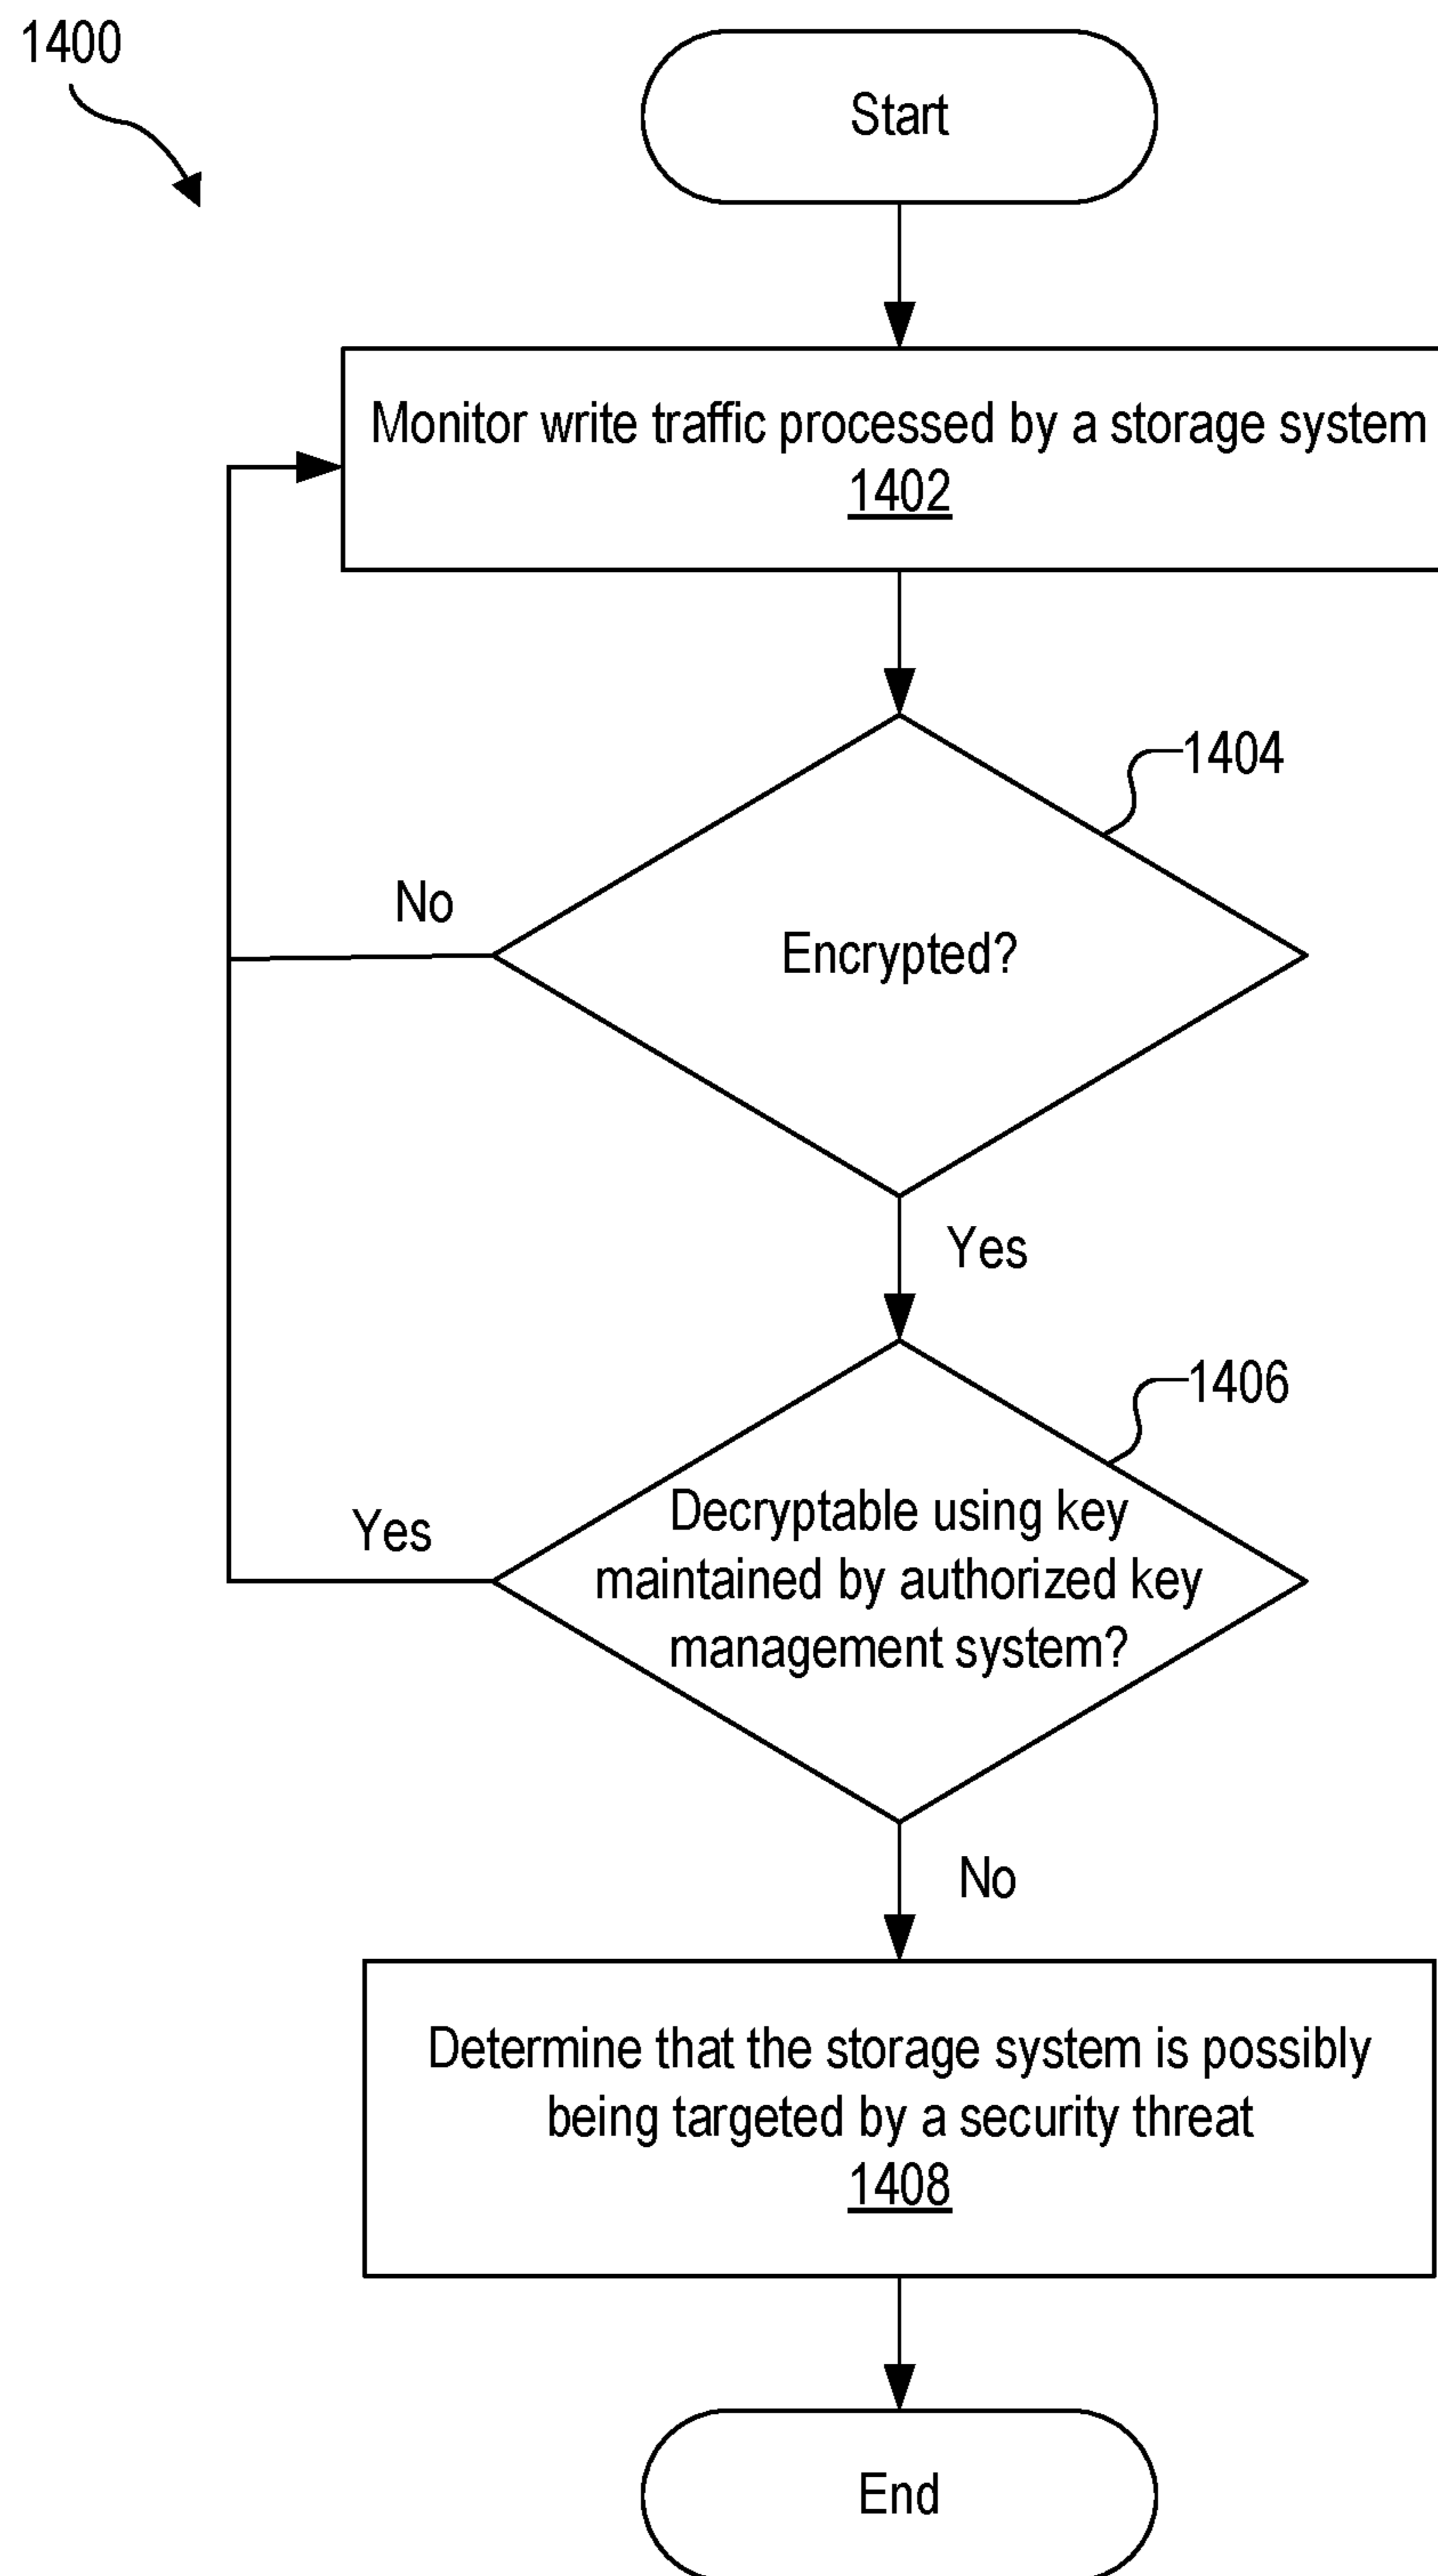 1400
Start
Monitor write traffic processed by a storage system
1402
1404
No
Encrypted?
Yes
1406
Decryptable using key
Yes
maintained by authorized key
management system?
No
Determine that the storage system is possibly
being targeted by a security threat
1408
End